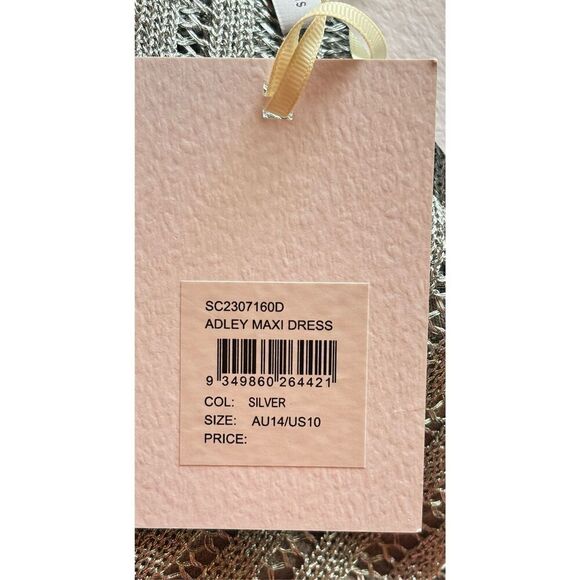 S
SC2307160D
ADLEY MAXI DRESS
9 349860 264421
COL: SILVER
SIZE: AU14/US10
PRICE: